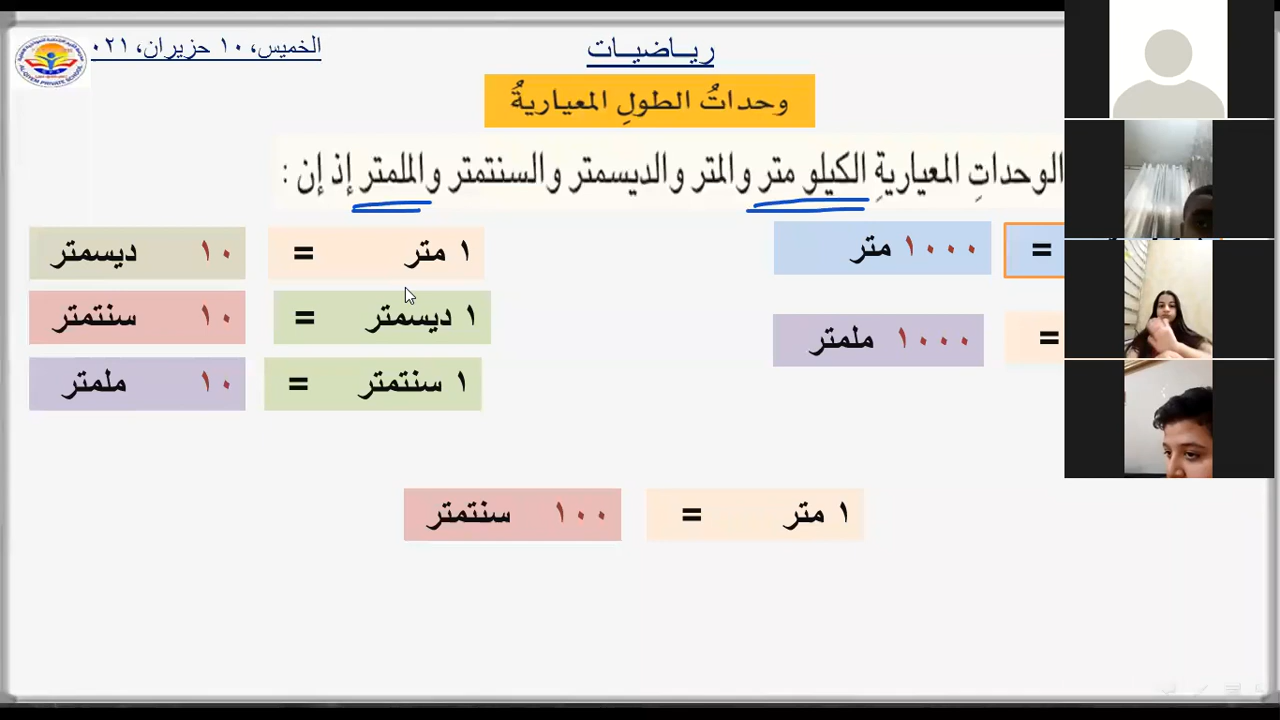 رياضيات
الخميس، ١٠ حزيران، ٠٢١
وحداتُ الطولِ المعياريةُ
الوحداتِ المعياريةِ الكيلو متر والمتر والديسمتر والسنتمتر والملمتر إذ إن :
= ١٠٠٠ متر
= ١٠٠٠ ملمتر
١ متر = ١٠ ديسمتر
١ ديسمتر = ١٠ سنتمتر
١ سنتمتر = ١٠ ملمتر
١ متر = ١٠٠ سنتمتر